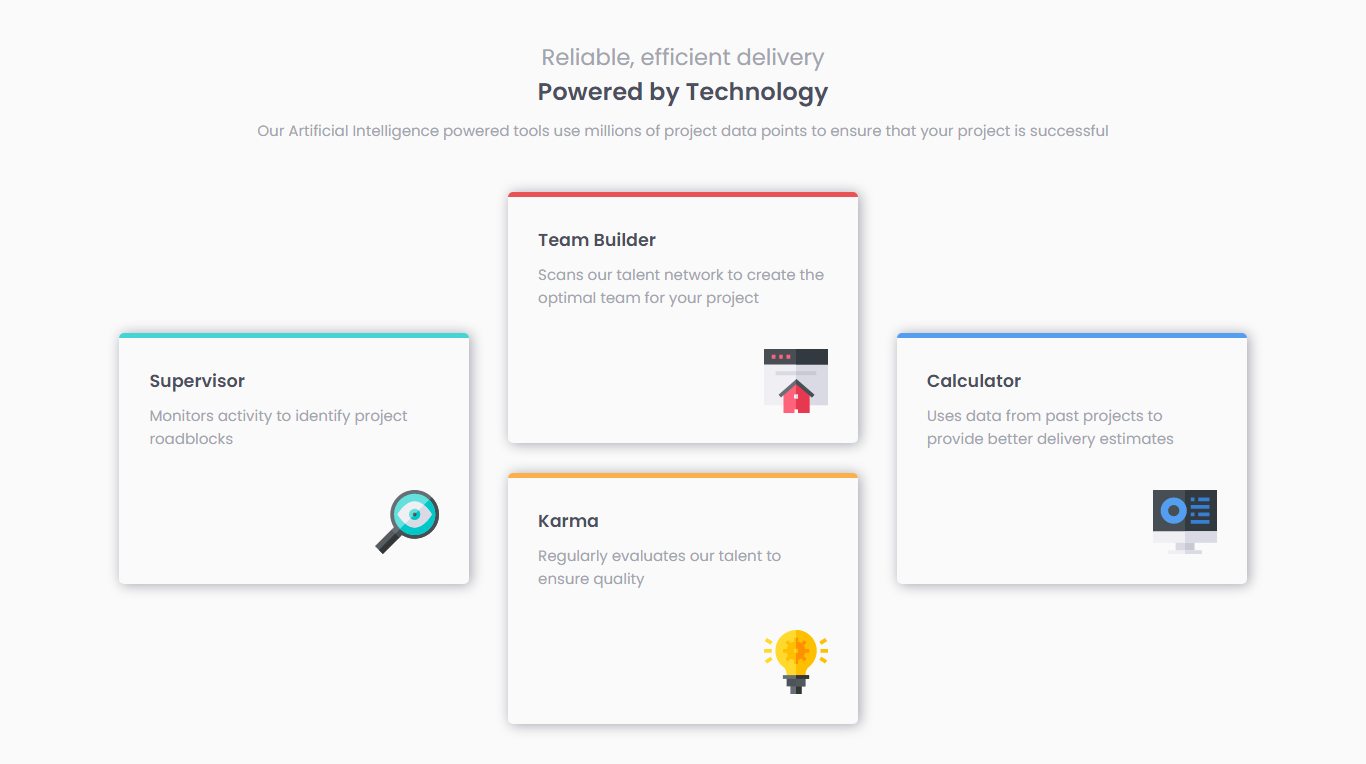 Reliable, efficient delivery
Powered by Technology
Our Artificial Intelligence powered tools use millions of project data points to ensure that your project is successful
Supervisor
Monitors activity to identify project
roadblocks
Team Builder
Scans our talent network to create the
optimal team for your project
Karma
Regularly evaluates our talent to
ensure quality
Calculator
Uses data from past projects to
provide better delivery estimates